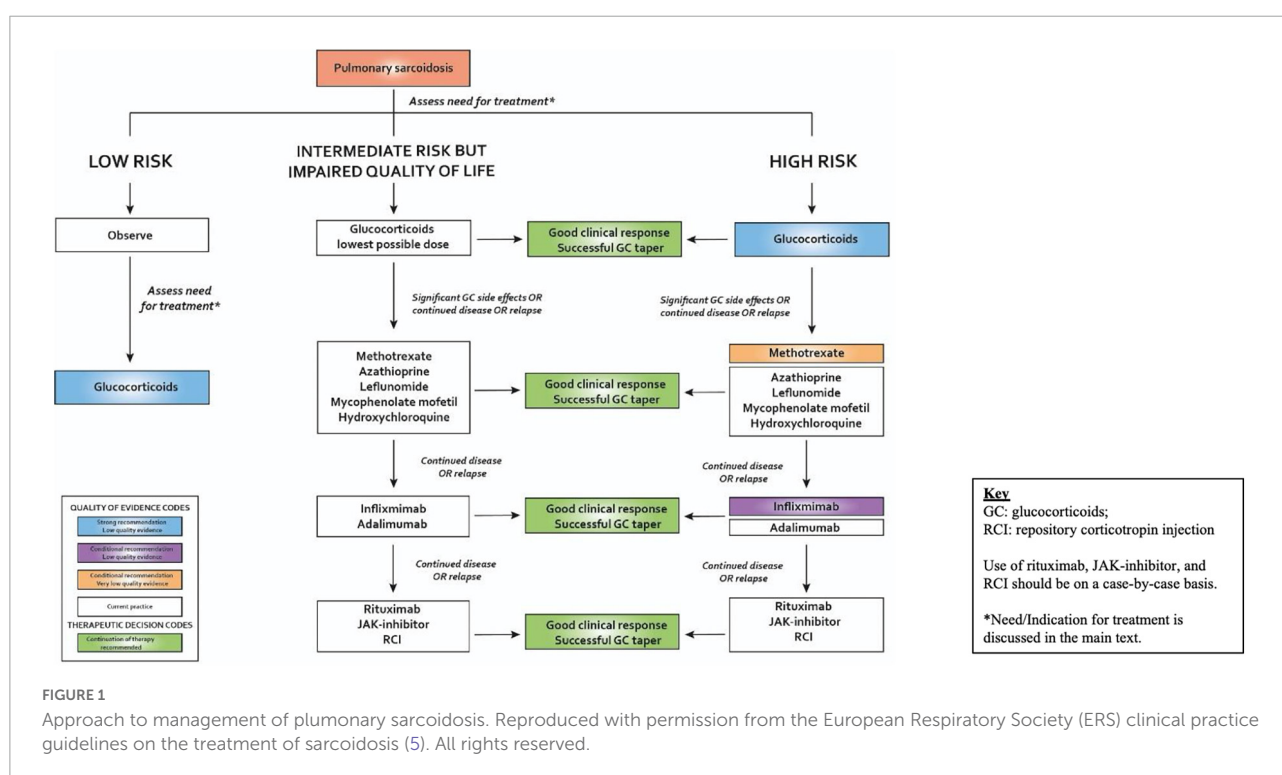 Pulmonary sarcoidosis
Assess need for treatment*
LOW RISK
INTERMEDIATE RISK BUT
IMPAIRED QUALITY OF LIFE
HIGH RISK
Observe
Glucocorticoids
lowest possible dose
Good clinical response
Successful GC taper
Glucocorticoids
Assess need
for treatment*
Significant GC side effects OR
continued disease OR relapse
Significant GC side effects OR
continued disease OR relapse
Glucocorticoids
Methotrexate
Azathioprine
Leflunomide
Mycophenolate mofetil
Hydroxychloroquine
Good clinical response
Successful GC taper
Methotrexate
Azathioprine
Leflunomide
Mycophenolate mofetil
Hydroxychloroquine
Continued disease
OR relapse
Continued disease
OR relapse
Infliximab
Adalimumab
Good clinical response
Successful GC taper
Infliximab
Adalimumab
Continued disease
OR relapse
Continued disease
OR relapse
Rituximab
JAK-inhibitor
RCI
Good clinical response
Successful GC taper
Rituximab
JAK-inhibitor
RCI
QUALITY OF EVIDENCE CODES
Strong recommendation
Low quality evidence
Conditional recommendation
Low quality evidence
Conditional recommendation
Very low quality evidence
Current practice
THERAPEUTIC DECISION CODES
Continuation of therapy
recommended
Key
GC: glucocorticoids;
RCI: repository corticotropin injection
Use of rituximab, JAK-inhibitor, and
RCI should be on a case-by-case basis.
*Need/Indication for treatment is
discussed in the main text.
FIGURE 1
Approach to management of plumonary sarcoidosis. Reproduced with permission from the European Respiratory Society (ERS) clinical practice
guidelines on the treatment of sarcoidosis (5). All rights reserved.